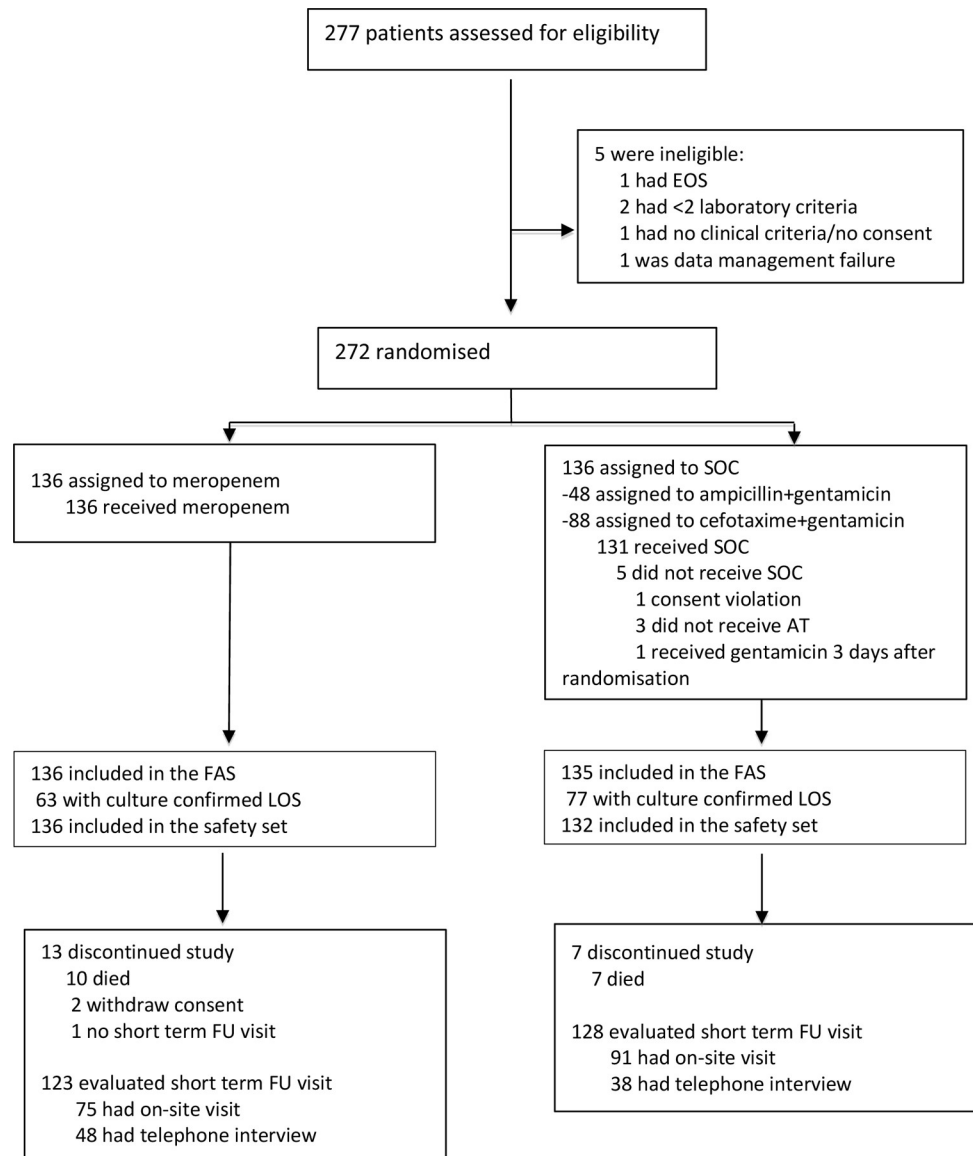 277 patients assessed for eligibility
5 were ineligible:
1 had EOS
2 had <2 laboratory criteria
1 had no clinical criteria/no consent
1 was data management failure
272 randomised
136 assigned to meropenem
136 received meropenem
136 assigned to SOC
-48 assigned to ampicillin+gentamicin
-88 assigned to cefotaxime+gentamicin
131 received SOC
5 did not receive SOC
1 consent violation
3 did not receive AT
1 received gentamicin 3 days after
randomisation
136 included in the FAS
63 with culture confirmed LOS
136 included in the safety set
135 included in the FAS
77 with culture confirmed LOS
132 included in the safety set
13 discontinued study
10 died
2 withdraw consent
1 no short term FU visit
123 evaluated short term FU visit
75 had on-site visit
48 had telephone interview
7 discontinued study
7 died
128 evaluated short term FU visit
91 had on-site visit
38 had telephone interview